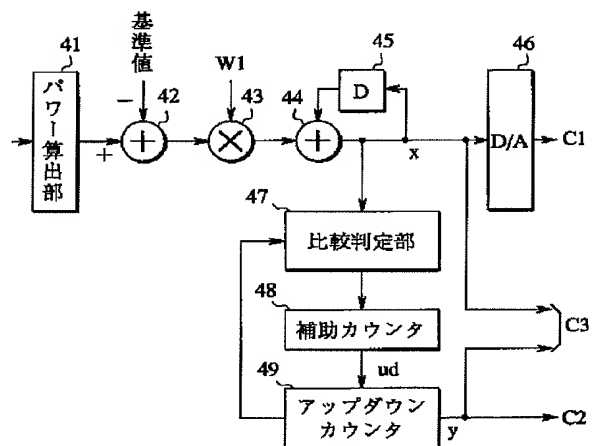 41
パワー算出部
基準値
−
+
42
+
W1
43
×
44
+
45
D
x
46
D/A
C1
47
比較判定部
48
補助カウンタ
ud
49
アップダウン
カウンタ
y
C3
C2